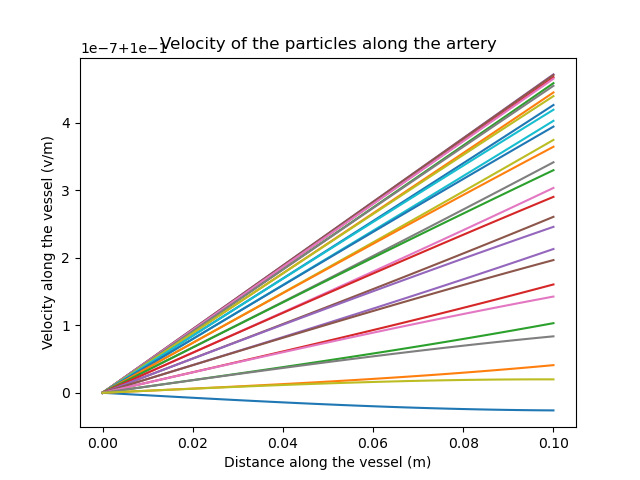 Velocity of the particles along the artery
1e−7+1e−1
4
3
2
1
0
Velocity along the vessel (v/m)
0.00 0.02 0.04 0.06 0.08 0.10
Distance along the vessel (m)